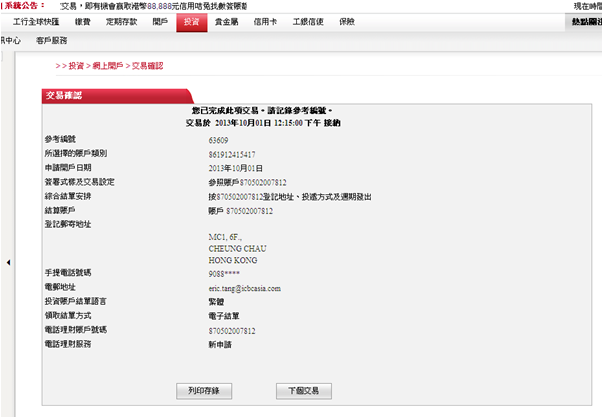 系統公告：
交易，即有機會贏取港幣88,888元信用咭免找數簽賬額
現在時間
工行全球快匯 繳費 定期存款 開戶 投資 貴金屬 信用卡 工銀信使 保險 熱點關注
訊中心 客戶服務
>>投資>網上開戶>交易確認
交易確認
您已完成此項交易。請記錄參考編號。
交易於 2013年10月01日 12:15:00 下午 接納
參考編號 63609
所選擇的賬戶類別 861912415417
申請開戶日期 2013年10月01日
簽署式樣及交易設定 參照賬戶870502007812
綜合結單安排 按870502007812登記地址、投遞方式及週期發出
結算賬戶 賬戶 870502007812
登記郵寄地址
MC1, 6F.,
CHEUNG CHAU
HONG KONG
手提電話號碼 9088****
電郵地址 eric.tang@icbcasia.com
投資賬戶結單語言 繁體
領取結單方式 電子結單
電話理財賬戶號碼 870502007812
電話理財服務 新申請
列印存錄 下個交易